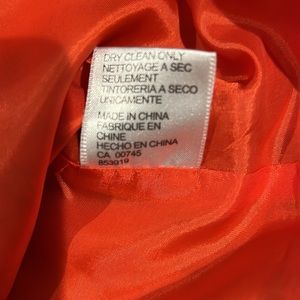 DRY CLEAN ONLY
NETTOYAGE A SEC
SEULEMENT
TINTORERIA A SECO
UNICAMENTE
MADE IN CHINA
FABRIQUE EN
CHINE
HECHO EN CHINA
CA 00745
853919